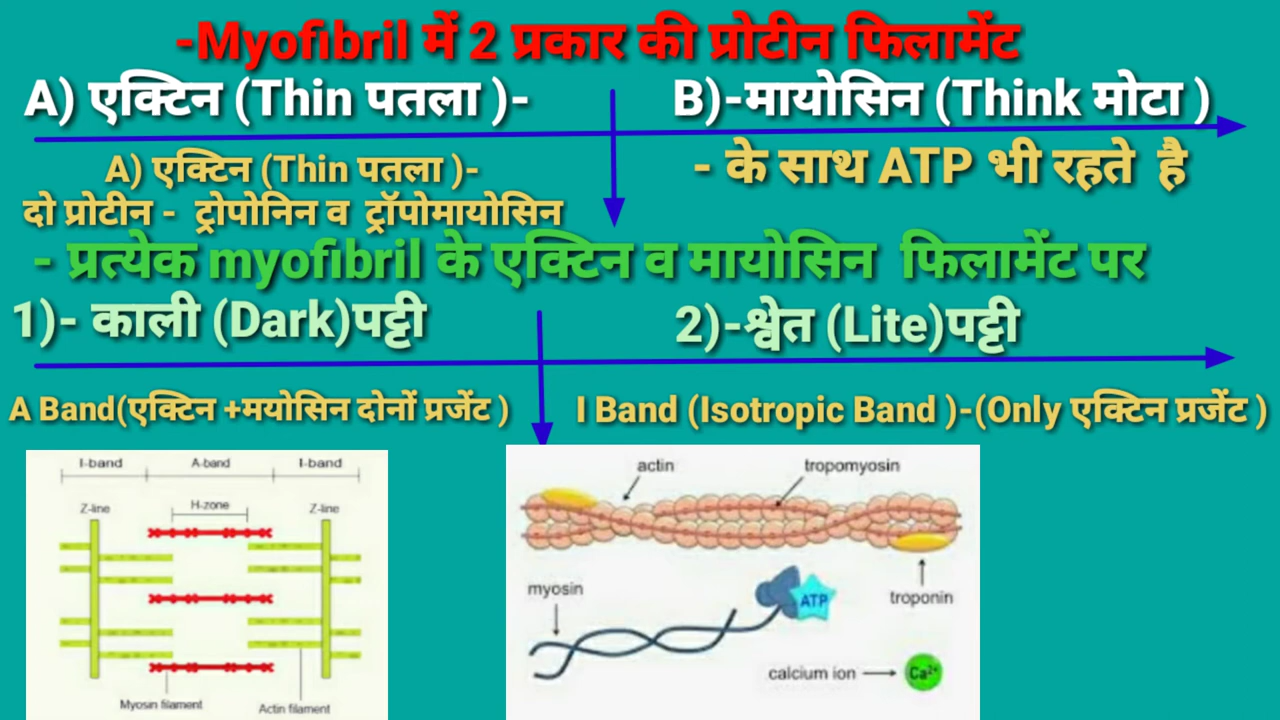 -Myofibril में 2 प्रकार की प्रोटीन फिलामेंट
A) एक्टिन (Thin पतला )-
B)-मायोसिन (Think मोटा )
A) एक्टिन (Thin पतला )-
दो प्रोटीन - ट्रोपोनिन व ट्रॉपोमायोसिन
- के साथ ATP भी रहते है
- प्रत्येक myofibril के एक्टिन व मायोसिन फिलामेंट पर
1)- काली (Dark)पट्टी
2)-श्वेत (Lite)पट्टी
A Band(एक्टिन +मयोसिन दोनों प्रजेंट )
I Band (Isotropic Band )-(Only एक्टिन प्रजेंट )
I-band A-band I-band
Z-line H-zone Z-line
Myosin filament Actin filament
actin tropomyosin
myosin
ATP
troponin
calcium ion Ca2+